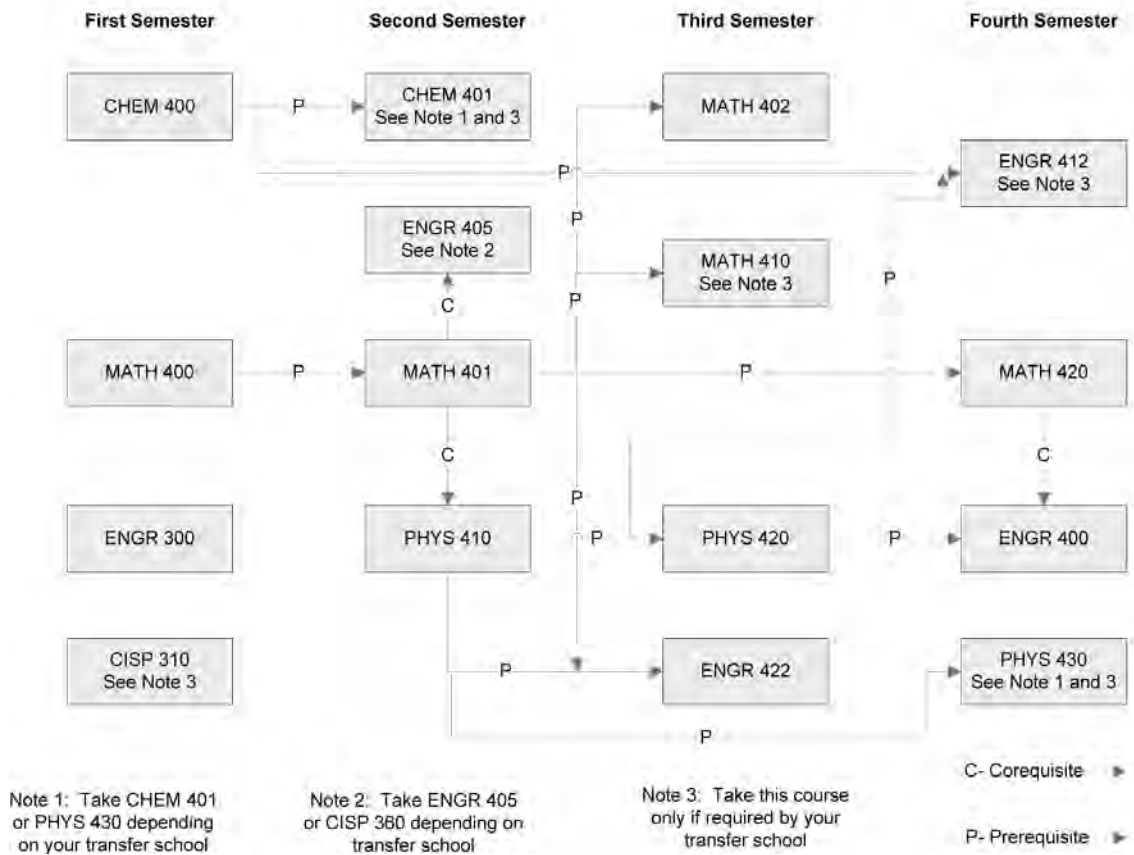 First Semester
Second Semester
Third Semester
Fourth Semester
CHEM 400
P
CHEM 401
See Note 1 and 3
MATH 402
P
ENGR 412
See Note 3
ENGR 405
See Note 2
P
MATH 410
See Note 3
P
C
P
MATH 400
P
MATH 401
P
MATH 420
C
C
P
ENGR 300
PHYS 410
P
PHYS 420
P
ENGR 400
CISP 310
See Note 3
P
ENGR 422
PHYS 430
See Note 1 and 3
P
C- Corequisite
P- Prerequisite
Note 1: Take CHEM 401
or PHYS 430 depending
on your transfer school
Note 2: Take ENGR 405
or CISP 360 depending on
transfer school
Note 3: Take this course
only if required by your
transfer school